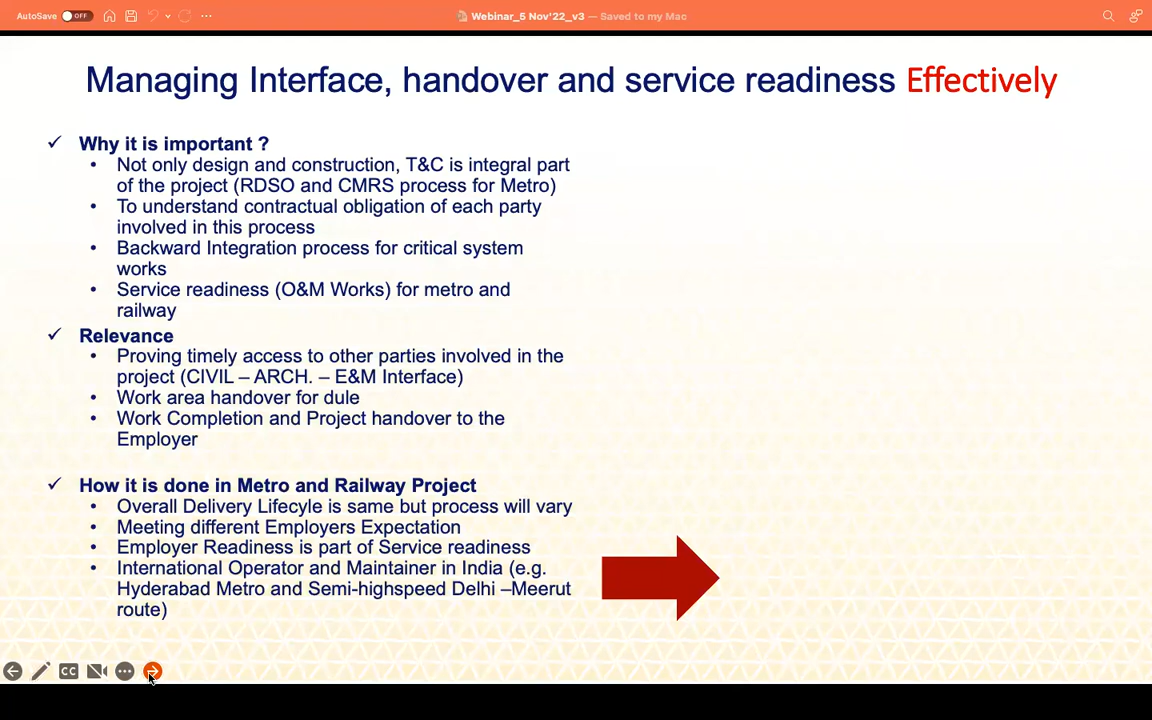 AutoSave OFF
Webinar_5 Nov'22_v3 — Saved to my Mac
Managing Interface, handover and service readiness Effectively
✓ Why it is important ?
• Not only design and construction, T&C is integral part
of the project (RDSO and CMRS process for Metro)
• To understand contractual obligation of each party
involved in this process
• Backward Integration process for critical system
works
• Service readiness (O&M Works) for metro and
railway
✓ Relevance
• Proving timely access to other parties involved in the
project (CIVIL – ARCH. – E&M Interface)
• Work area handover for dule
• Work Completion and Project handover to the
Employer
✓ How it is done in Metro and Railway Project
• Overall Delivery Lifecyle is same but process will vary
• Meeting different Employers Expectation
• Employer Readiness is part of Service readiness
• International Operator and Maintainer in India (e.g.
Hyderabad Metro and Semi-highspeed Delhi –Meerut
route)
CC